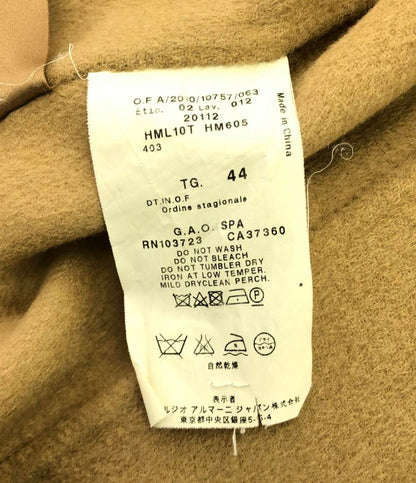 O.F A/2010/10757/063
Etic. 02 Lav. 012
20112
HML10T HM605
403
Made in China
TG. 44
DT.IN.O.F
Ordine stagionale
G.A.O. SPA
RN103723 CA37360
DO NOT WASH
DO NOT BLEACH
DO NOT TUMBLER DRY
IRON AT LOW TEMPER.
MILD DRYCLEAN PERCH.
自然乾燥
表示者
ルジオ アルマーニ ジャパン株式会社
東京都中央区銀座5-5-4